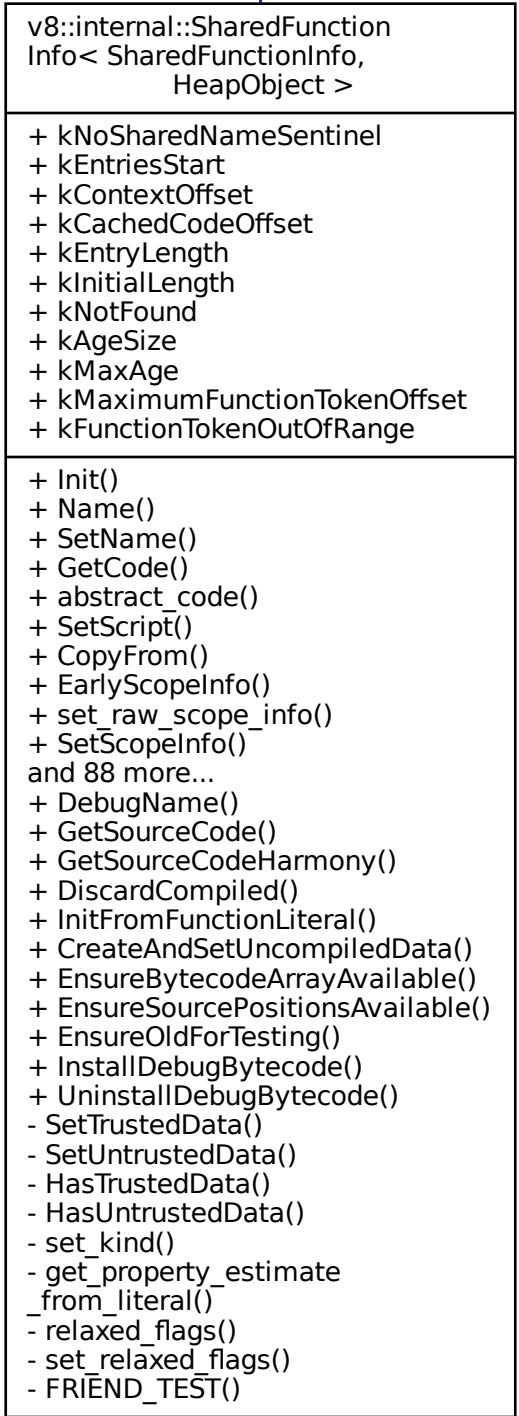 v8::internal::SharedFunction
Info< SharedFunctionInfo,
HeapObject >
+ kNoSharedNameSentinel
+ kEntriesStart
+ kContextOffset
+ kCachedCodeOffset
+ kEntryLength
+ kInitialLength
+ kNotFound
+ kAgeSize
+ kMaxAge
+ kMaximumFunctionTokenOffset
+ kFunctionTokenOutOfRange
+ Init()
+ Name()
+ SetName()
+ GetCode()
+ abstract_code()
+ SetScript()
+ CopyFrom()
+ EarlyScopeInfo()
+ set_raw_scope_info()
+ SetScopeInfo()
and 88 more...
+ DebugName()
+ GetSourceCode()
+ GetSourceCodeHarmony()
+ DiscardCompiled()
+ InitFromFunctionLiteral()
+ CreateAndSetUncompiledData()
+ EnsureBytecodeArrayAvailable()
+ EnsureSourcePositionsAvailable()
+ EnsureOldForTesting()
+ InstallDebugBytecode()
+ UninstallDebugBytecode()
- SetTrustedData()
- SetUntrustedData()
- HasTrustedData()
- HasUntrustedData()
- set_kind()
- get_property_estimate
_from_literal()
- relaxed_flags()
- set_relaxed_flags()
- FRIEND_TEST()